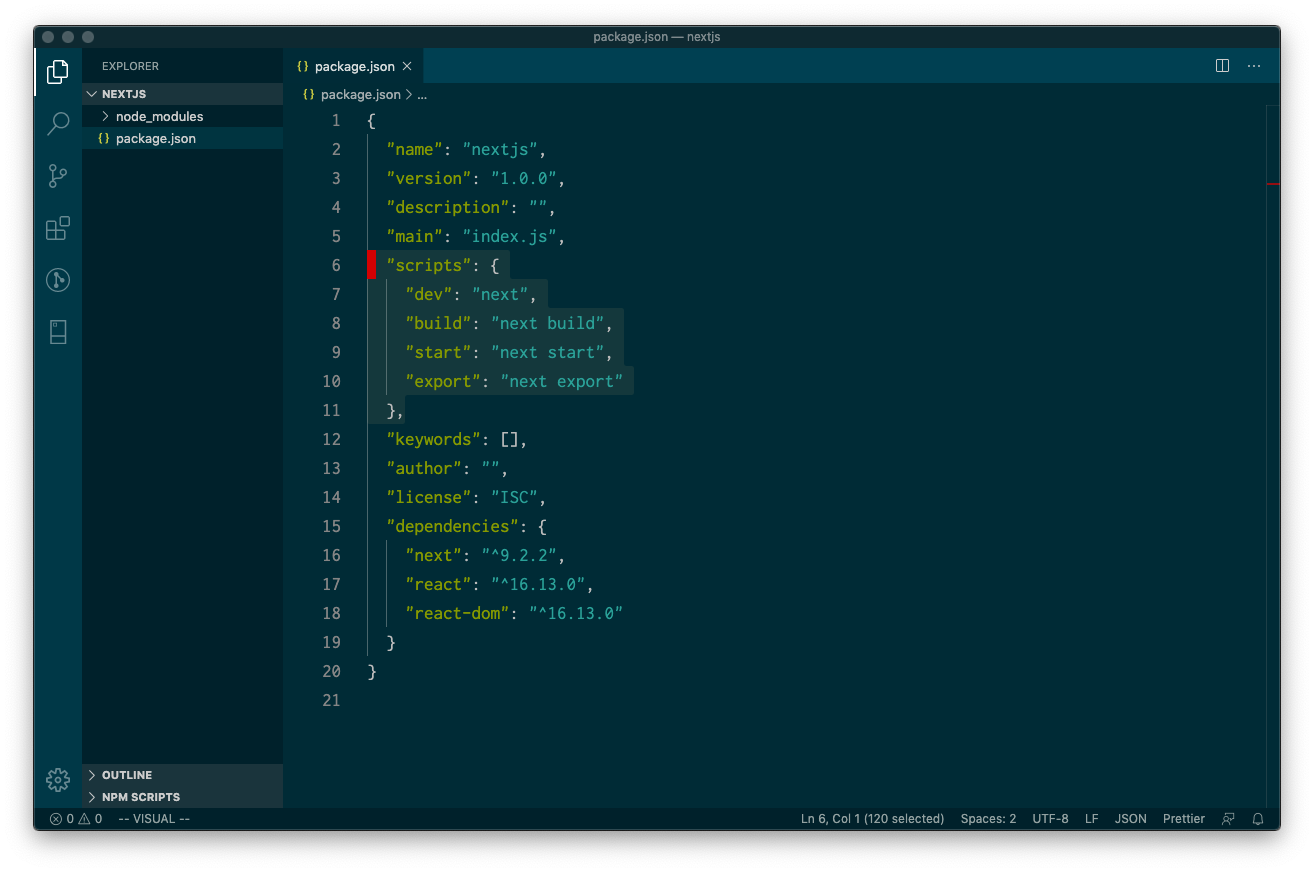 package.json — nextjs
EXPLORER
NEXTJS
node_modules
{} package.json
OUTLINE
NPM SCRIPTS
{} package.json ×
{} package.json > ...
1 {
2 "name": "nextjs",
3 "version": "1.0.0",
4 "description": "",
5 "main": "index.js",
6 "scripts": {
7 "dev": "next",
8 "build": "next build",
9 "start": "next start",
10 "export": "next export"
11 },
12 "keywords": [],
13 "author": "",
14 "license": "ISC",
15 "dependencies": {
16 "next": "^9.2.2",
17 "react": "^16.13.0",
18 "react-dom": "^16.13.0"
19 }
20 }
21
0 0 -- VISUAL -- Ln 6, Col 1 (120 selected) Spaces: 2 UTF-8 LF JSON Prettier